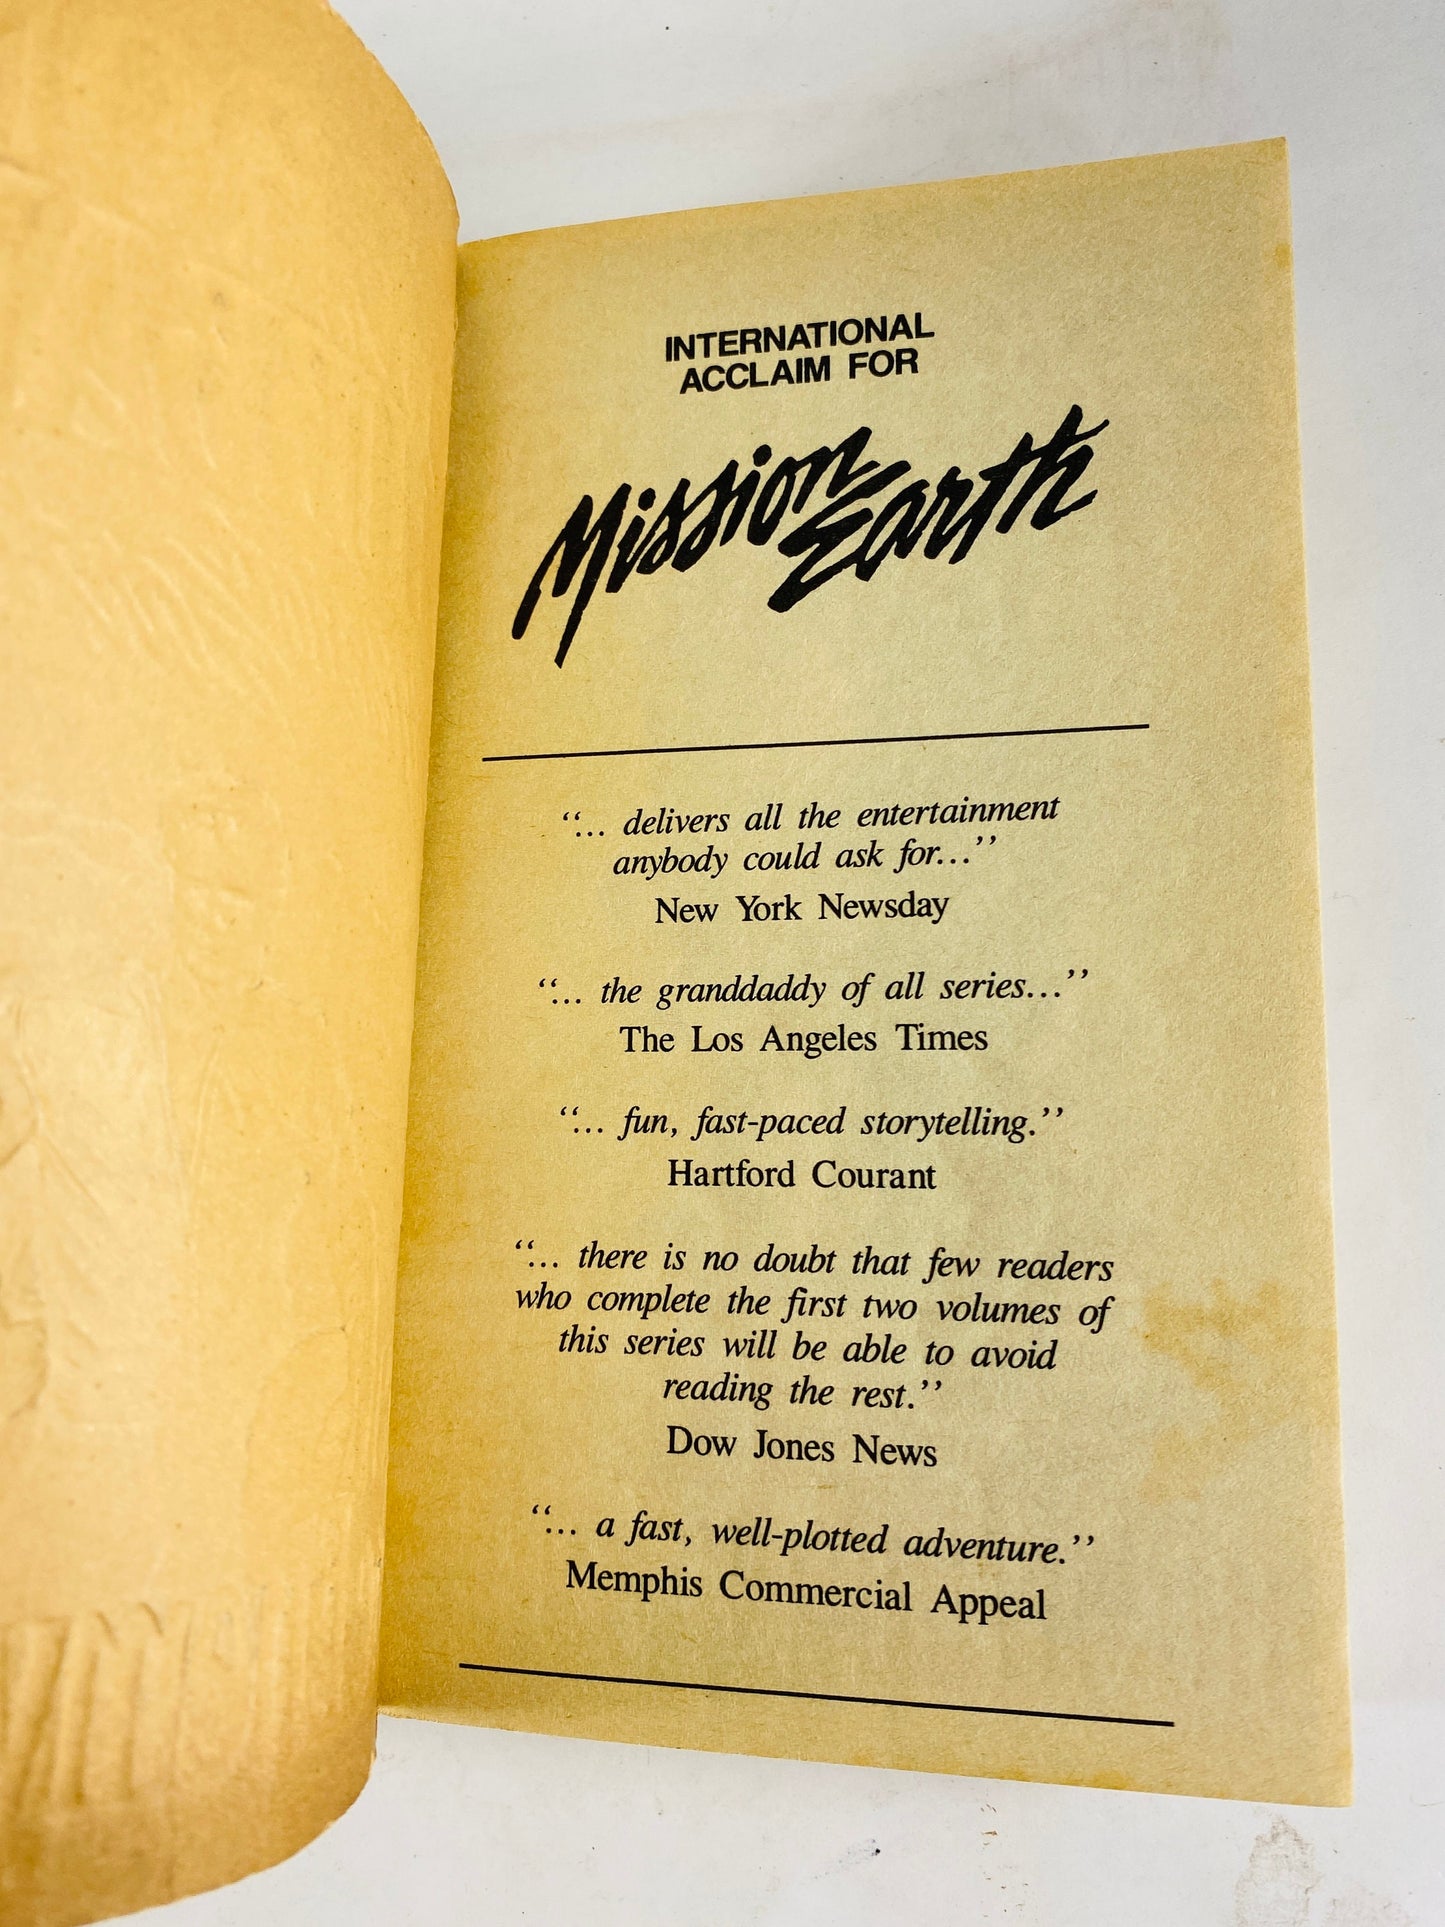 INTERNATIONAL
ACCLAIM FOR
Mission Earth
“... delivers all the entertainment
anybody could ask for...”
New York Newsday
“... the granddaddy of all series...”
The Los Angeles Times
“... fun, fast-paced storytelling.”
Hartford Courant
“... there is no doubt that few readers
who complete the first two volumes of
this series will be able to avoid
reading the rest.”
Dow Jones News
“... a fast, well-plotted adventure.”
Memphis Commercial Appeal